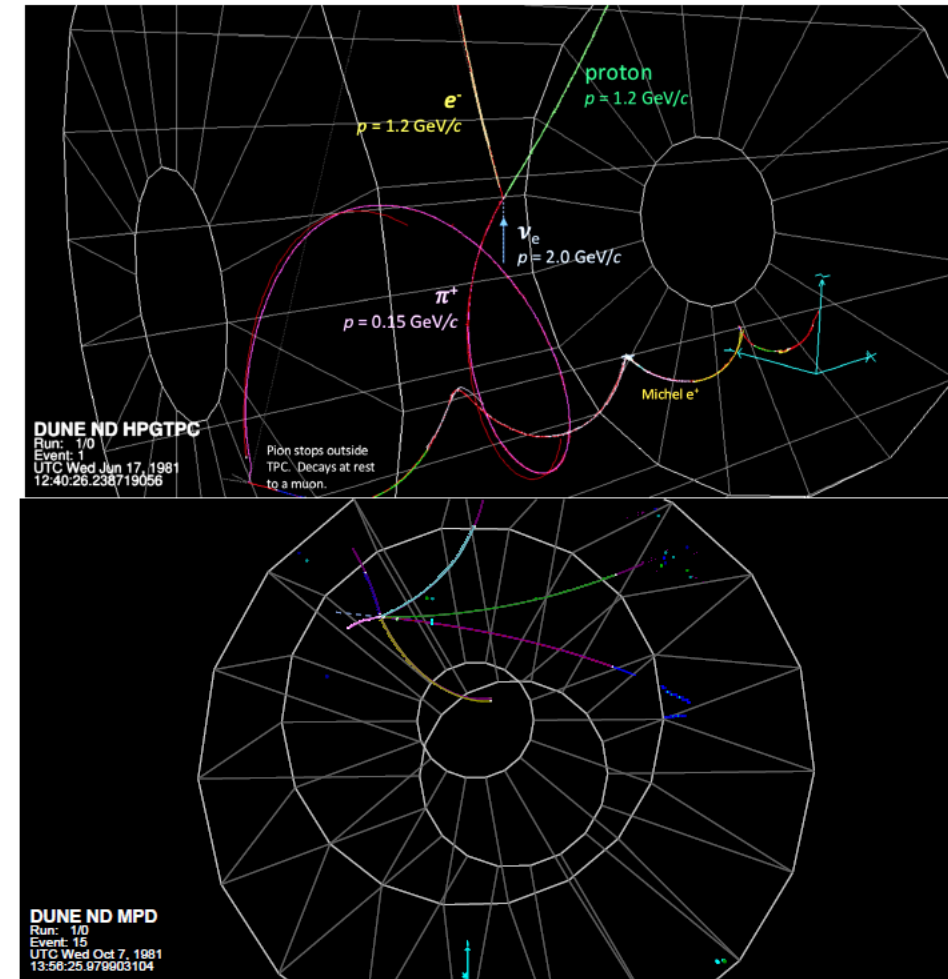 proton
p = 1.2 GeV/c
e-
p = 1.2 GeV/c
νe
p = 2.0 GeV/c
π+
p = 0.15 GeV/c
Michel e+
DUNE ND HPGTPC
Run: 1/0
Event: 1
UTC Wed Jun 17, 1981
12:40:26.238719056
Pion stops outside
TPC. Decays at rest
to a muon.
DUNE ND MPD
Run: 1/0
Event: 15
UTC Wed Oct 7, 1981
13:56:25.979903104